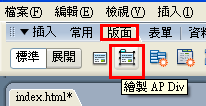 檔案(F) 編輯(E) 檢視(V) 插入
▼ 插入 常用 版面 表單 資料
標準 展開
繪製 AP Div
index.html*